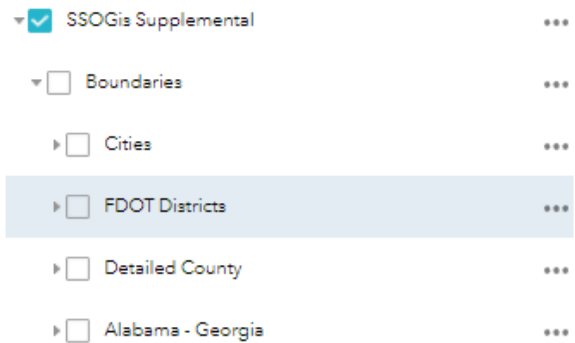 SSOGis Supplemental
Boundaries
Cities
FDOT Districts
Detailed County
Alabama - Georgia